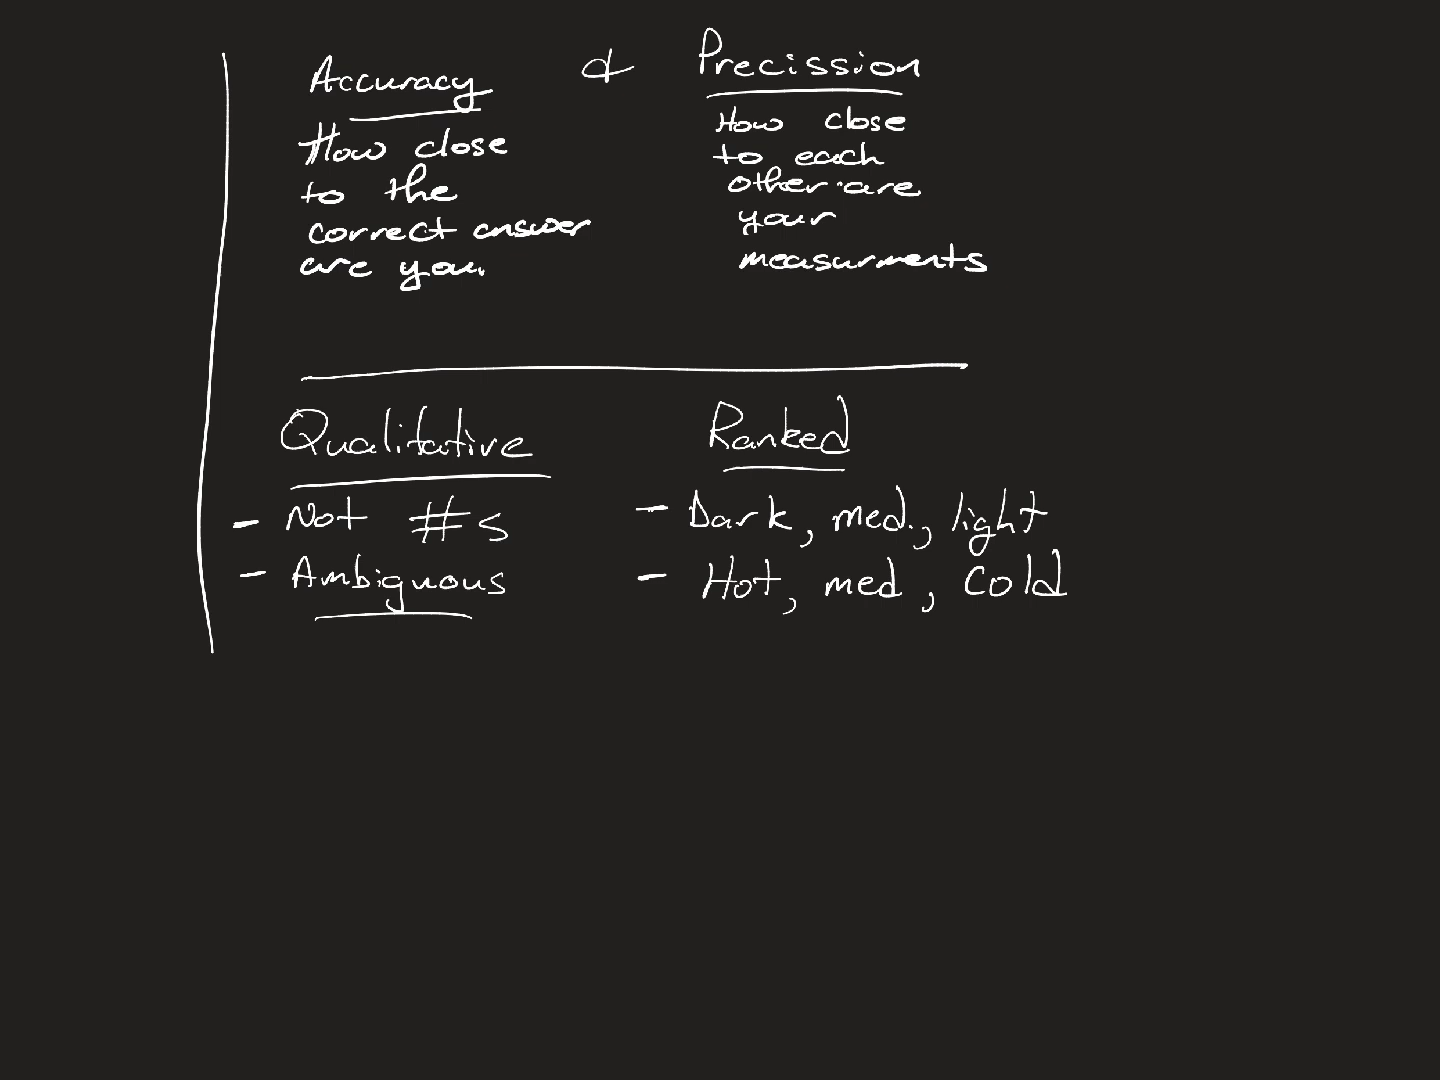 Accuracy & Precission
How close
to the
correct answer
are you.
How close
to each
other are
your
measurments
Qualitative
- Not #s
- Ambiguous
Ranked
- Dark, med., light
- Hot, med, cold